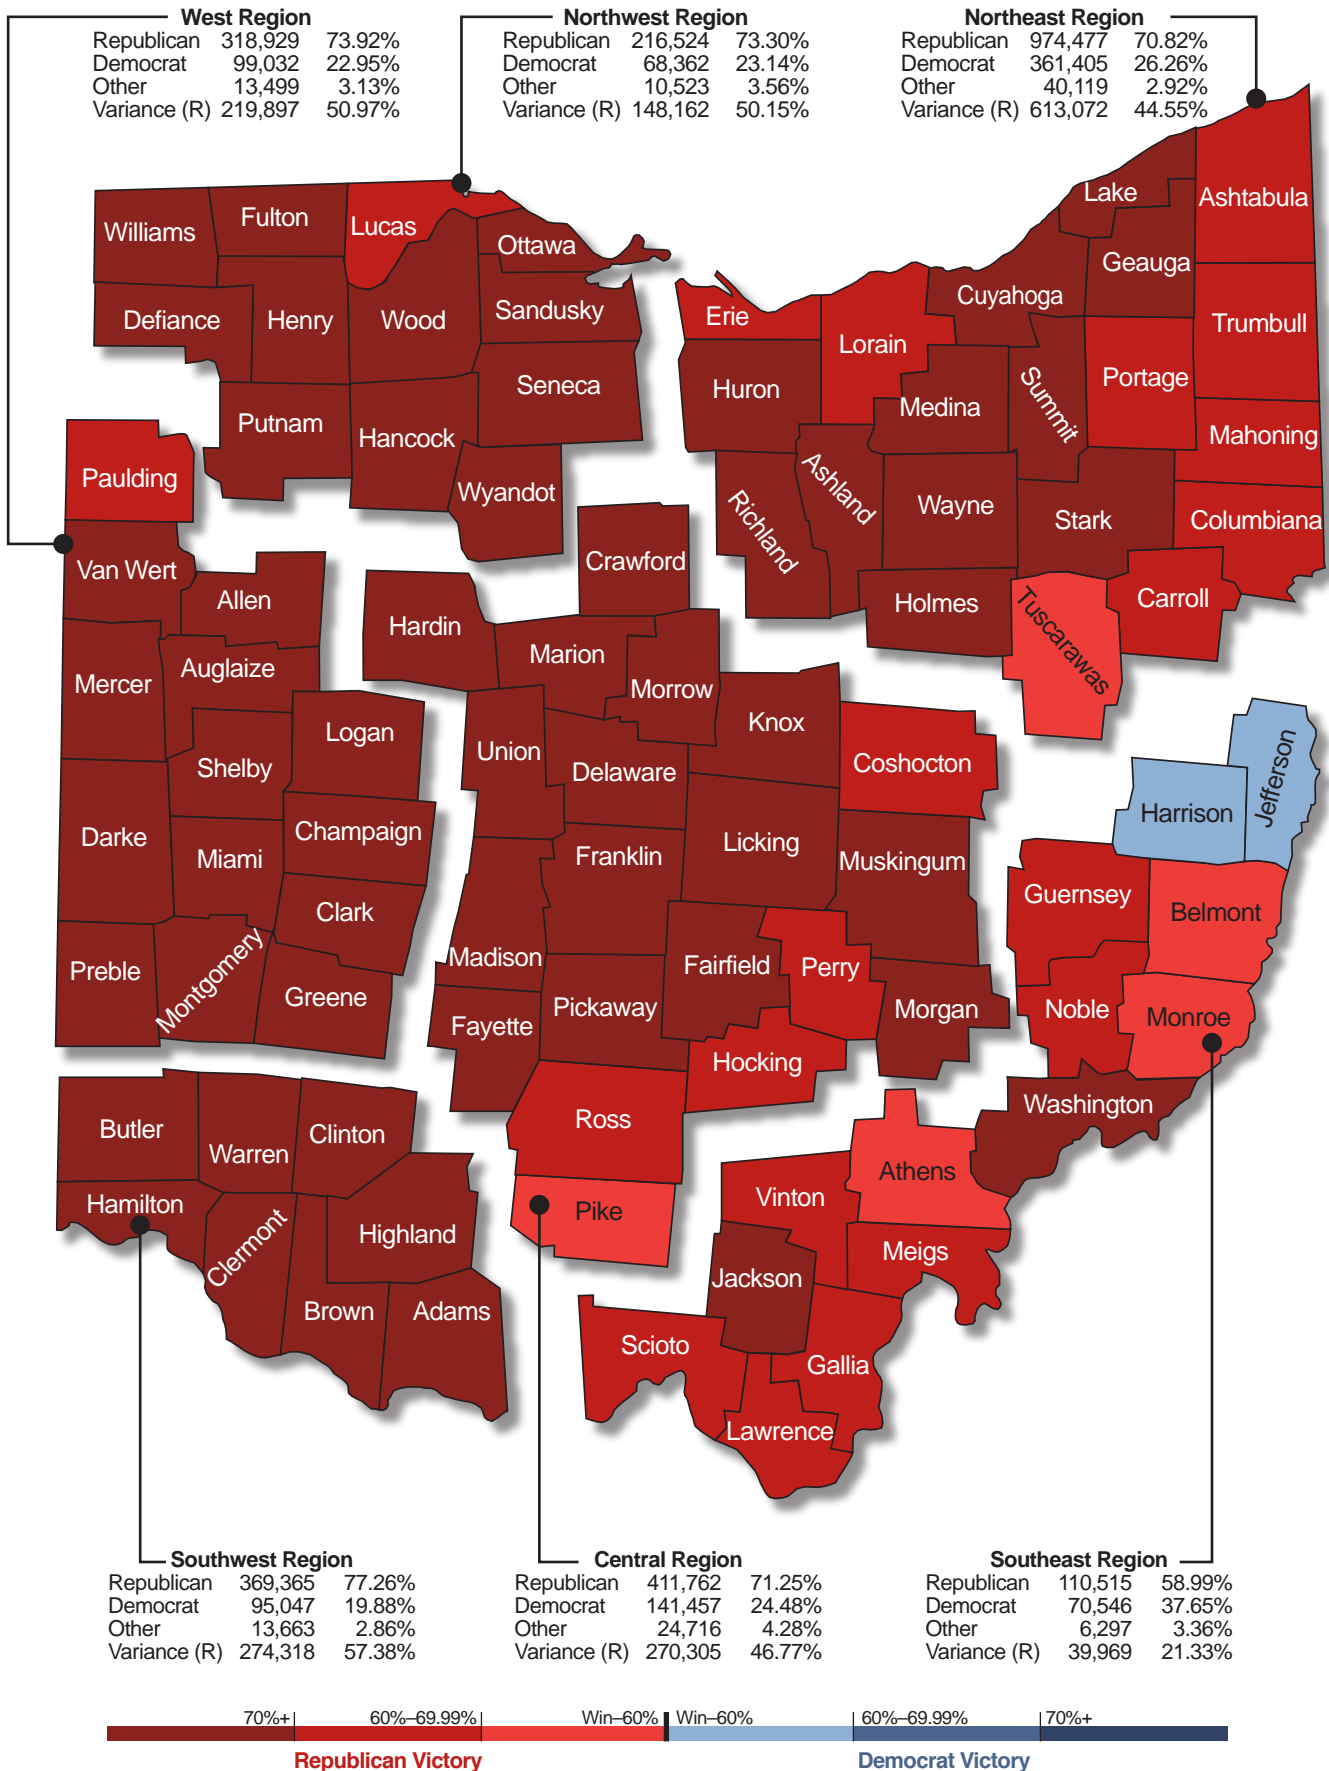 West Region
Republican 318,929 73.92%
Democrat 99,032 22.95%
Other 13,499 3.13%
Variance (R) 219,897 50.97%
Northwest Region
Republican 216,524 73.30%
Democrat 68,362 23.14%
Other 10,523 3.56%
Variance (R) 148,162 50.15%
Northeast Region
Republican 974,477 70.82%
Democrat 361,405 26.26%
Other 40,119 2.92%
Variance (R) 613,072 44.55%
Williams
Fulton
Lucas
Ottawa
Defiance
Henry
Wood
Sandusky
Seneca
Putnam
Hancock
Wyandot
Lake
Ashtabula
Geauga
Cuyahoga
Erie
Lorain
Trumbull
Huron
Medina
Summit
Portage
Mahoning
Richland
Ashland
Wayne
Stark
Columbiana
Holmes
Tuscarawas
Carroll
Paulding
Van Wert
Allen
Mercer
Auglaize
Logan
Shelby
Darke
Miami
Champaign
Clark
Preble
Montgomery
Greene
Crawford
Hardin
Marion
Morrow
Knox
Union
Delaware
Coshocton
Licking
Franklin
Muskingum
Madison
Fairfield
Perry
Pickaway
Fayette
Morgan
Hocking
Ross
Pike
Jefferson
Harrison
Guernsey
Belmont
Noble
Monroe
Washington
Athens
Vinton
Meigs
Jackson
Scioto
Gallia
Lawrence
Butler
Warren
Clinton
Hamilton
Clermont
Highland
Brown
Adams
Southwest Region
Republican 369,365 77.26%
Democrat 95,047 19.88%
Other 13,663 2.86%
Variance (R) 274,318 57.38%
Central Region
Republican 411,762 71.25%
Democrat 141,457 24.48%
Other 24,716 4.28%
Variance (R) 270,305 46.77%
Southeast Region
Republican 110,515 58.99%
Democrat 70,546 37.65%
Other 6,297 3.36%
Variance (R) 39,969 21.33%
70%+ 60%–69.99% Win–60% Win–60% 60%–69.99% 70%+
Republican Victory Democrat Victory